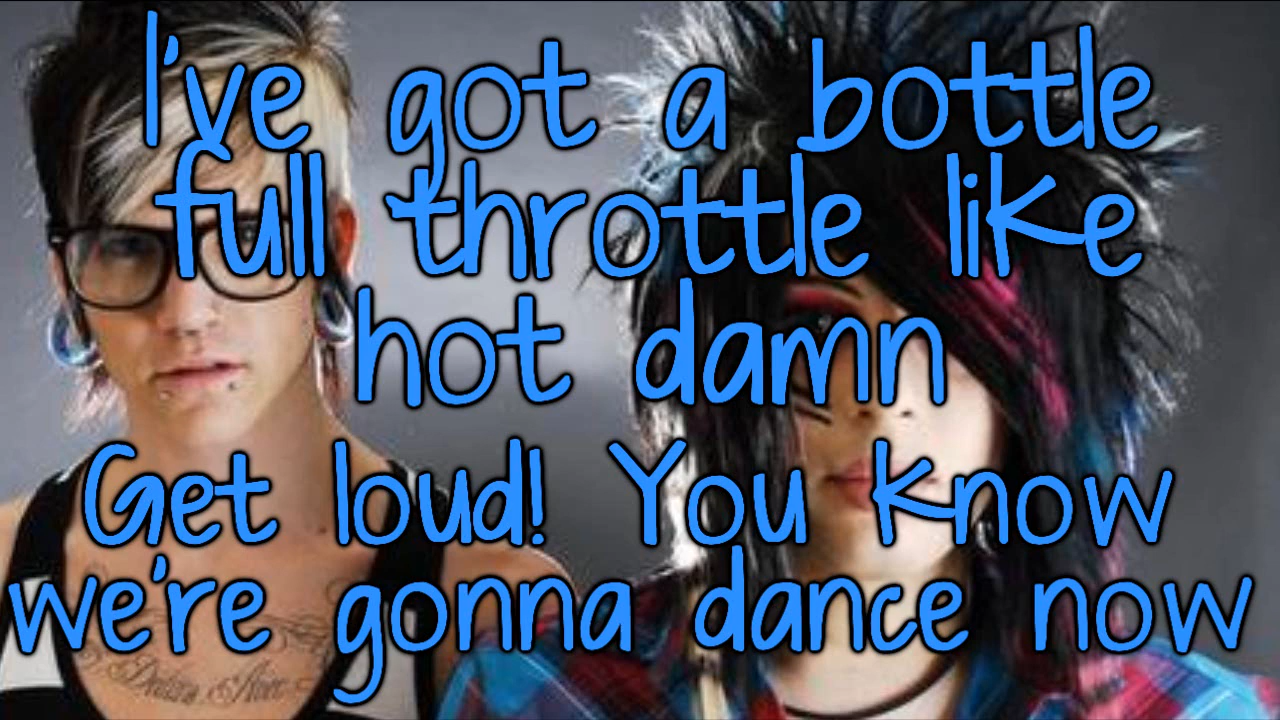 I've got a bottle
full throttle like
hot damn
Get loud! You know
we're gonna dance now